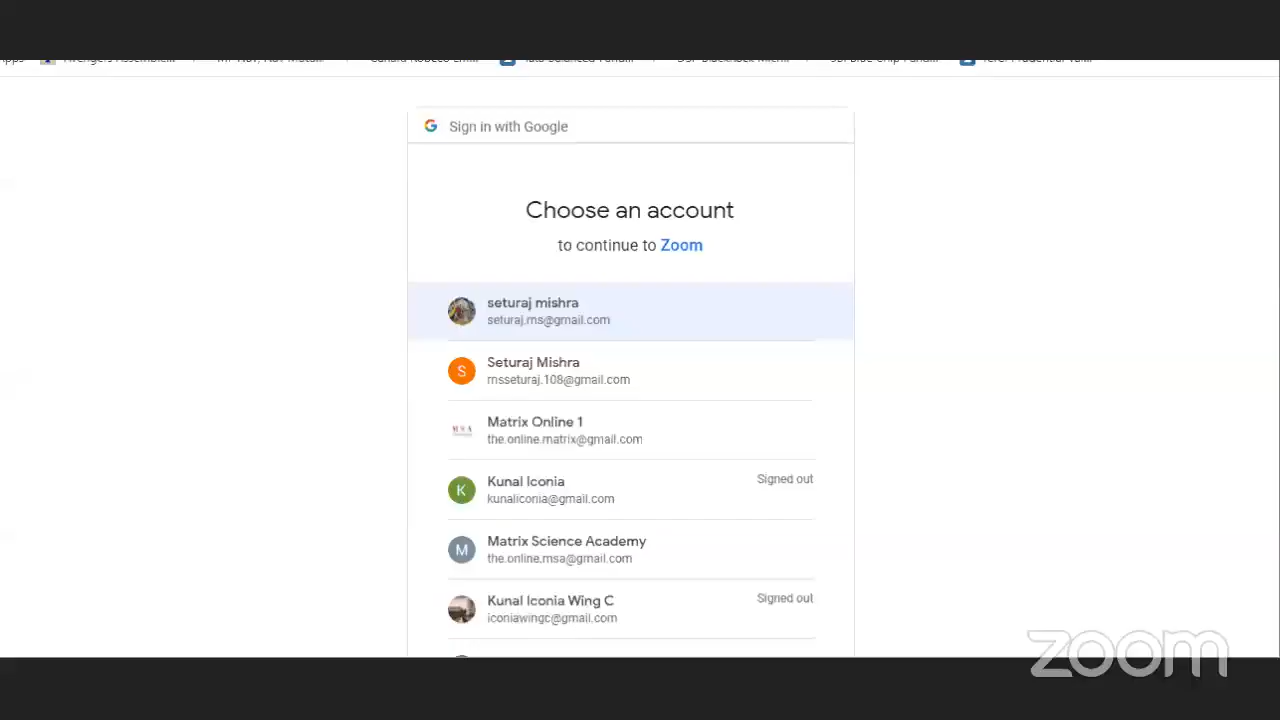 Sign in with Google
Choose an account
to continue to Zoom
seturaj mishra
seturaj.ms@gmail.com
Seturaj Mishra
msseturaj.108@gmail.com
Matrix Online 1
the.online.matrix@gmail.com
Kunal Iconia
Signed out
kunaliconia@gmail.com
Matrix Science Academy
the.online.msa@gmail.com
Kunal Iconia Wing C
Signed out
iconiawingc@gmail.com
zoom